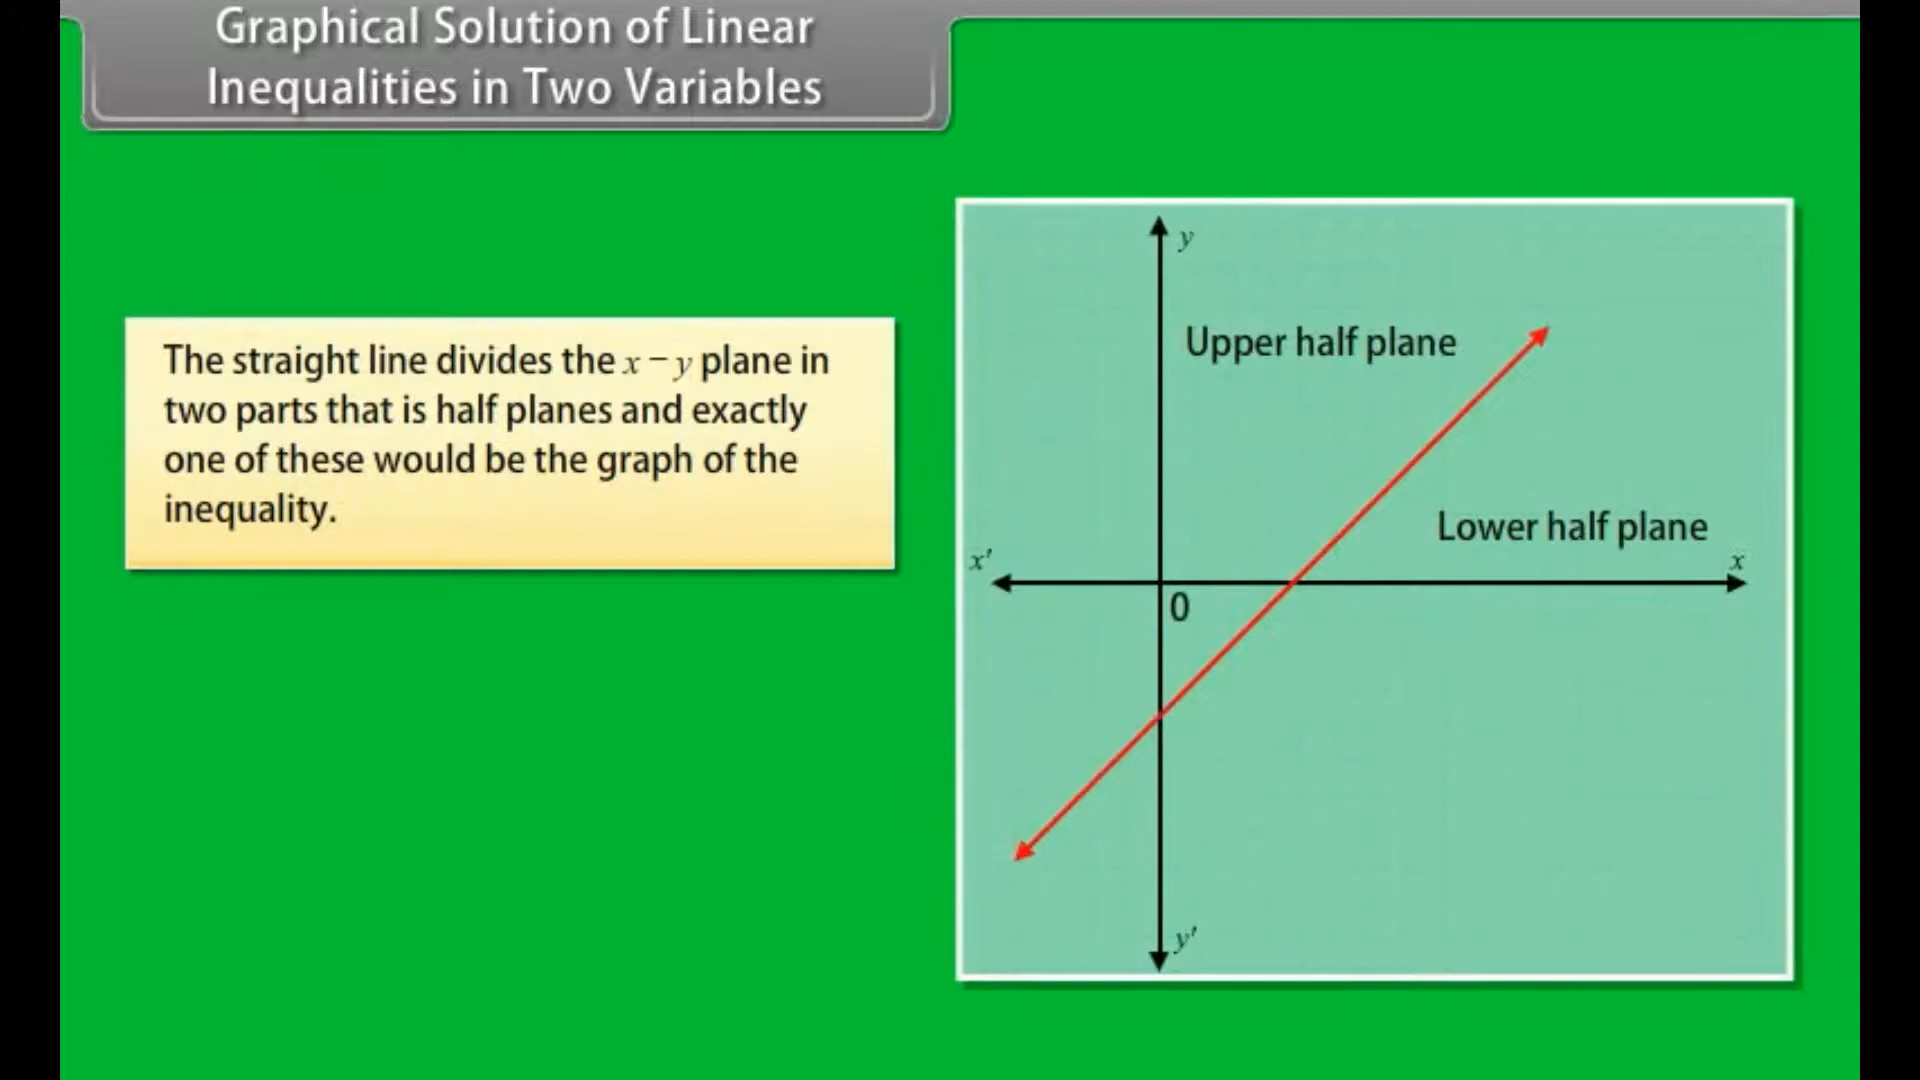 Graphical Solution of Linear
Inequalities in Two Variables
The straight line divides the x – y plane in
two parts that is half planes and exactly
one of these would be the graph of the
inequality.
y
Upper half plane
Lower half plane
x'
x
0
y'